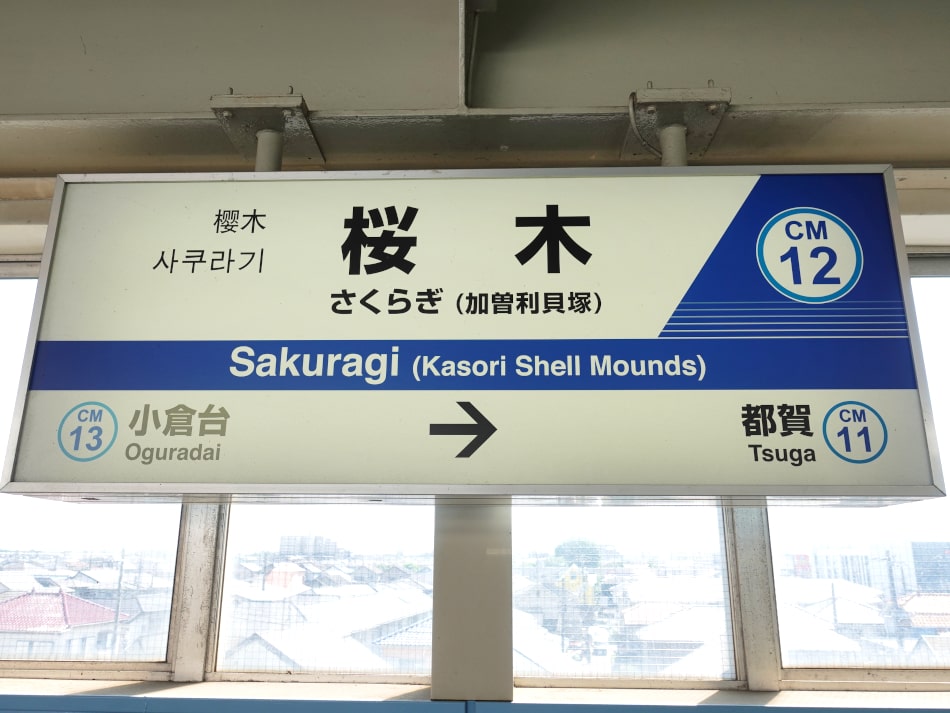 樱木
사쿠라기
桜木
さくらぎ（加曽利貝塚）
CM
12
Sakuragi (Kasori Shell Mounds)
CM
13
小倉台
Oguradai
→
都賀
Tsuga
CM
11